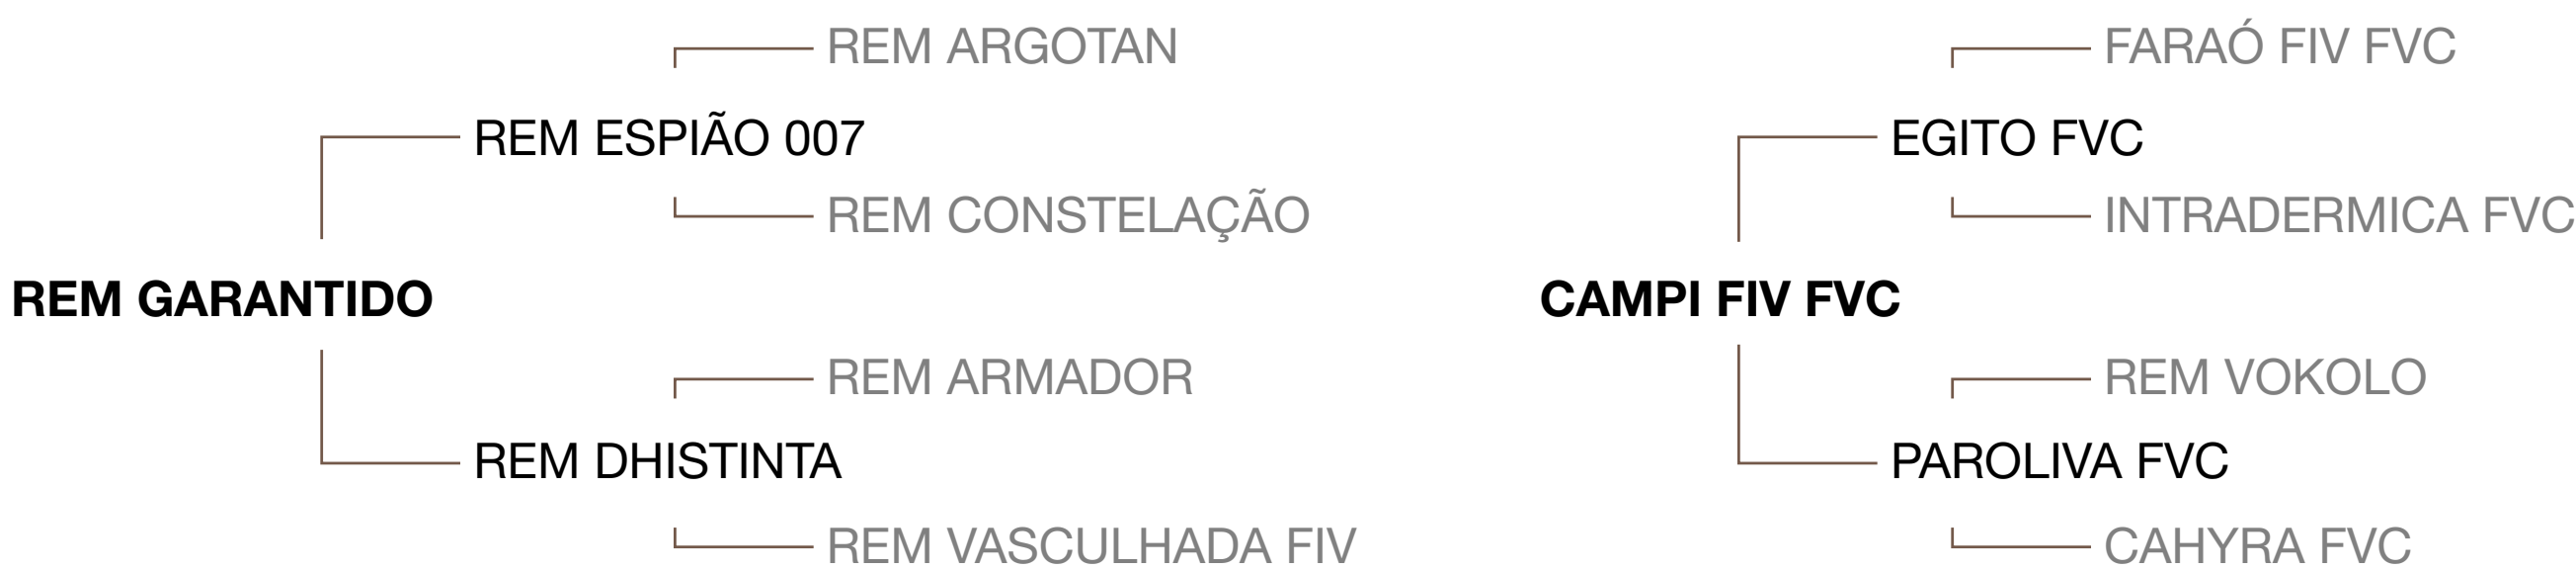 REM ARGOTAN
REM ESPIÃO 007
REM CONSTELAÇÃO
REM GARANTIDO
REM ARMADOR
REM DHISTINTA
REM VASCULHADA FIV
FARAÓ FIV FVC
EGITO FVC
INTRADERMICA FVC
CAMPI FIV FVC
REM VOKOLO
PAROLIVA FVC
CAHYRA FVC